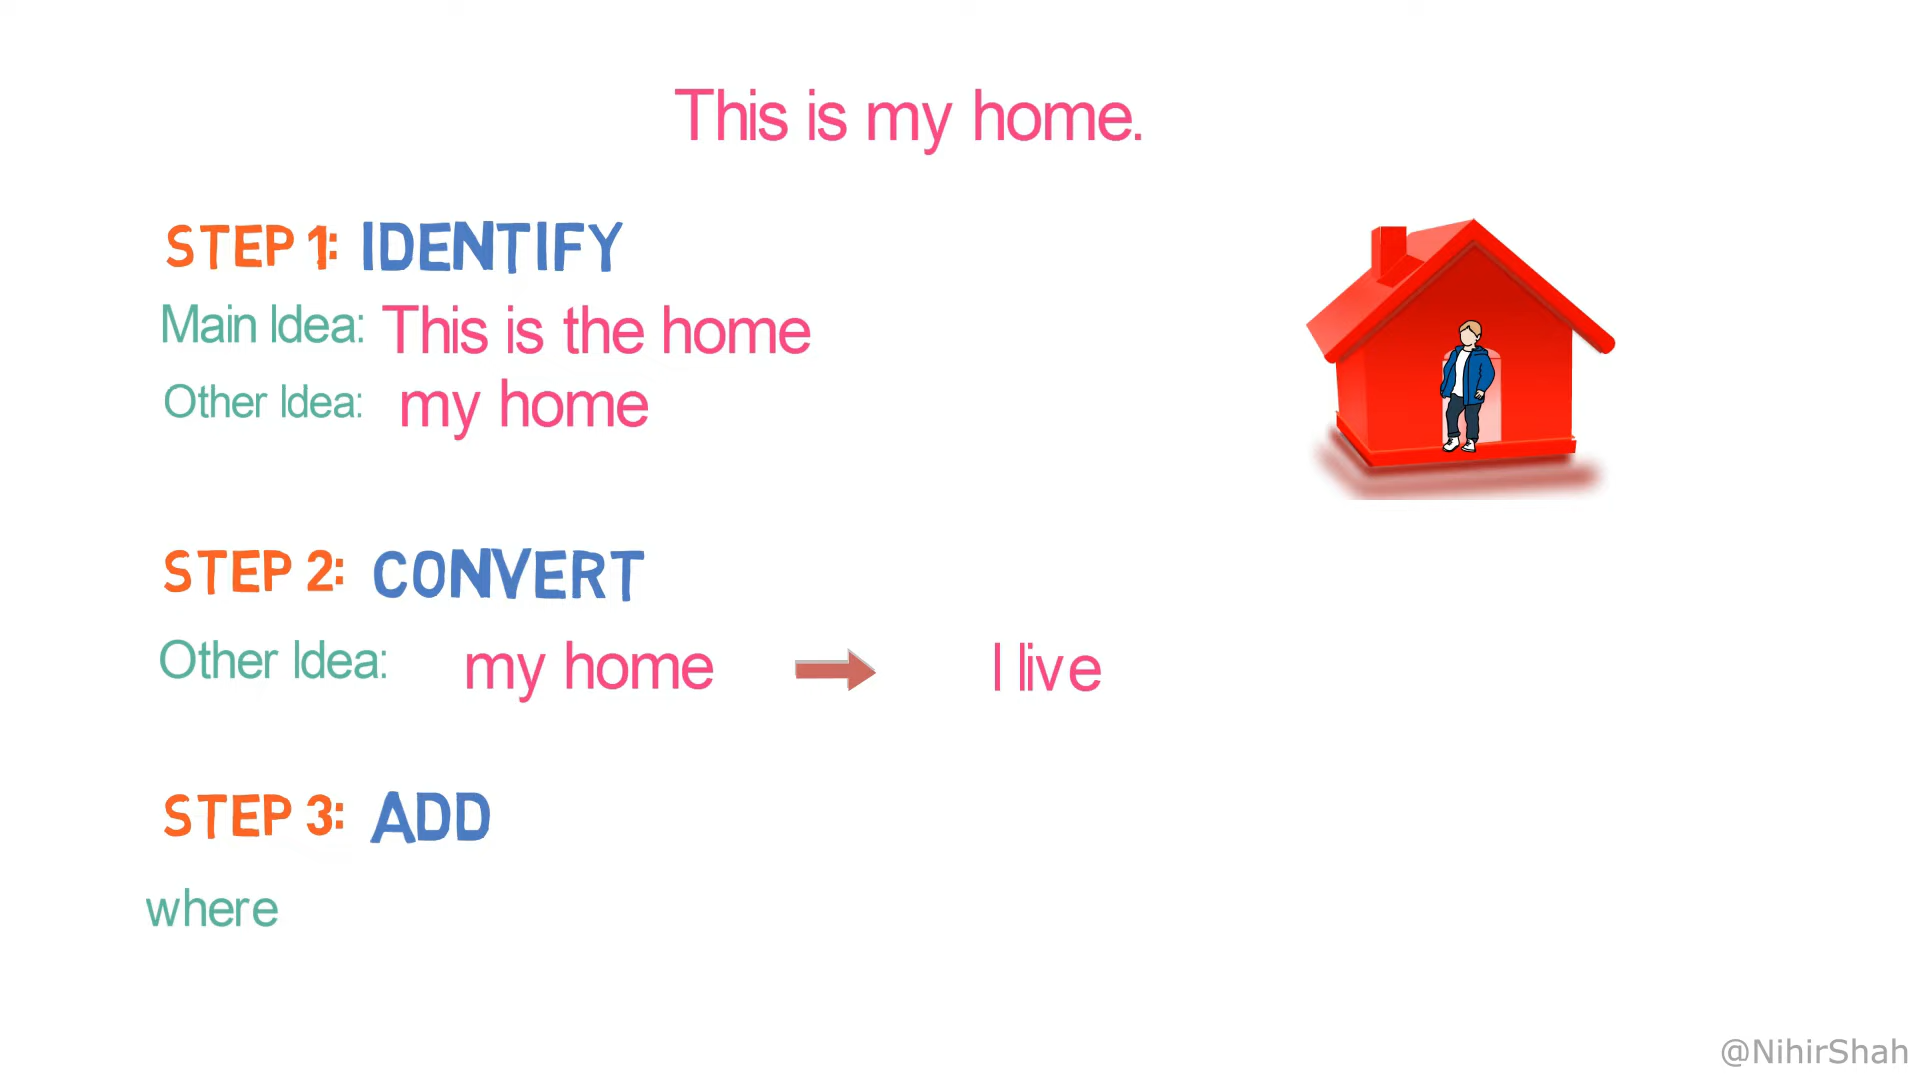 This is my home.
STEP 1: IDENTIFY
Main Idea: This is the home
Other Idea: my home
STEP 2: CONVERT
Other Idea: my home I live
STEP 3: ADD
where
@NihirShah